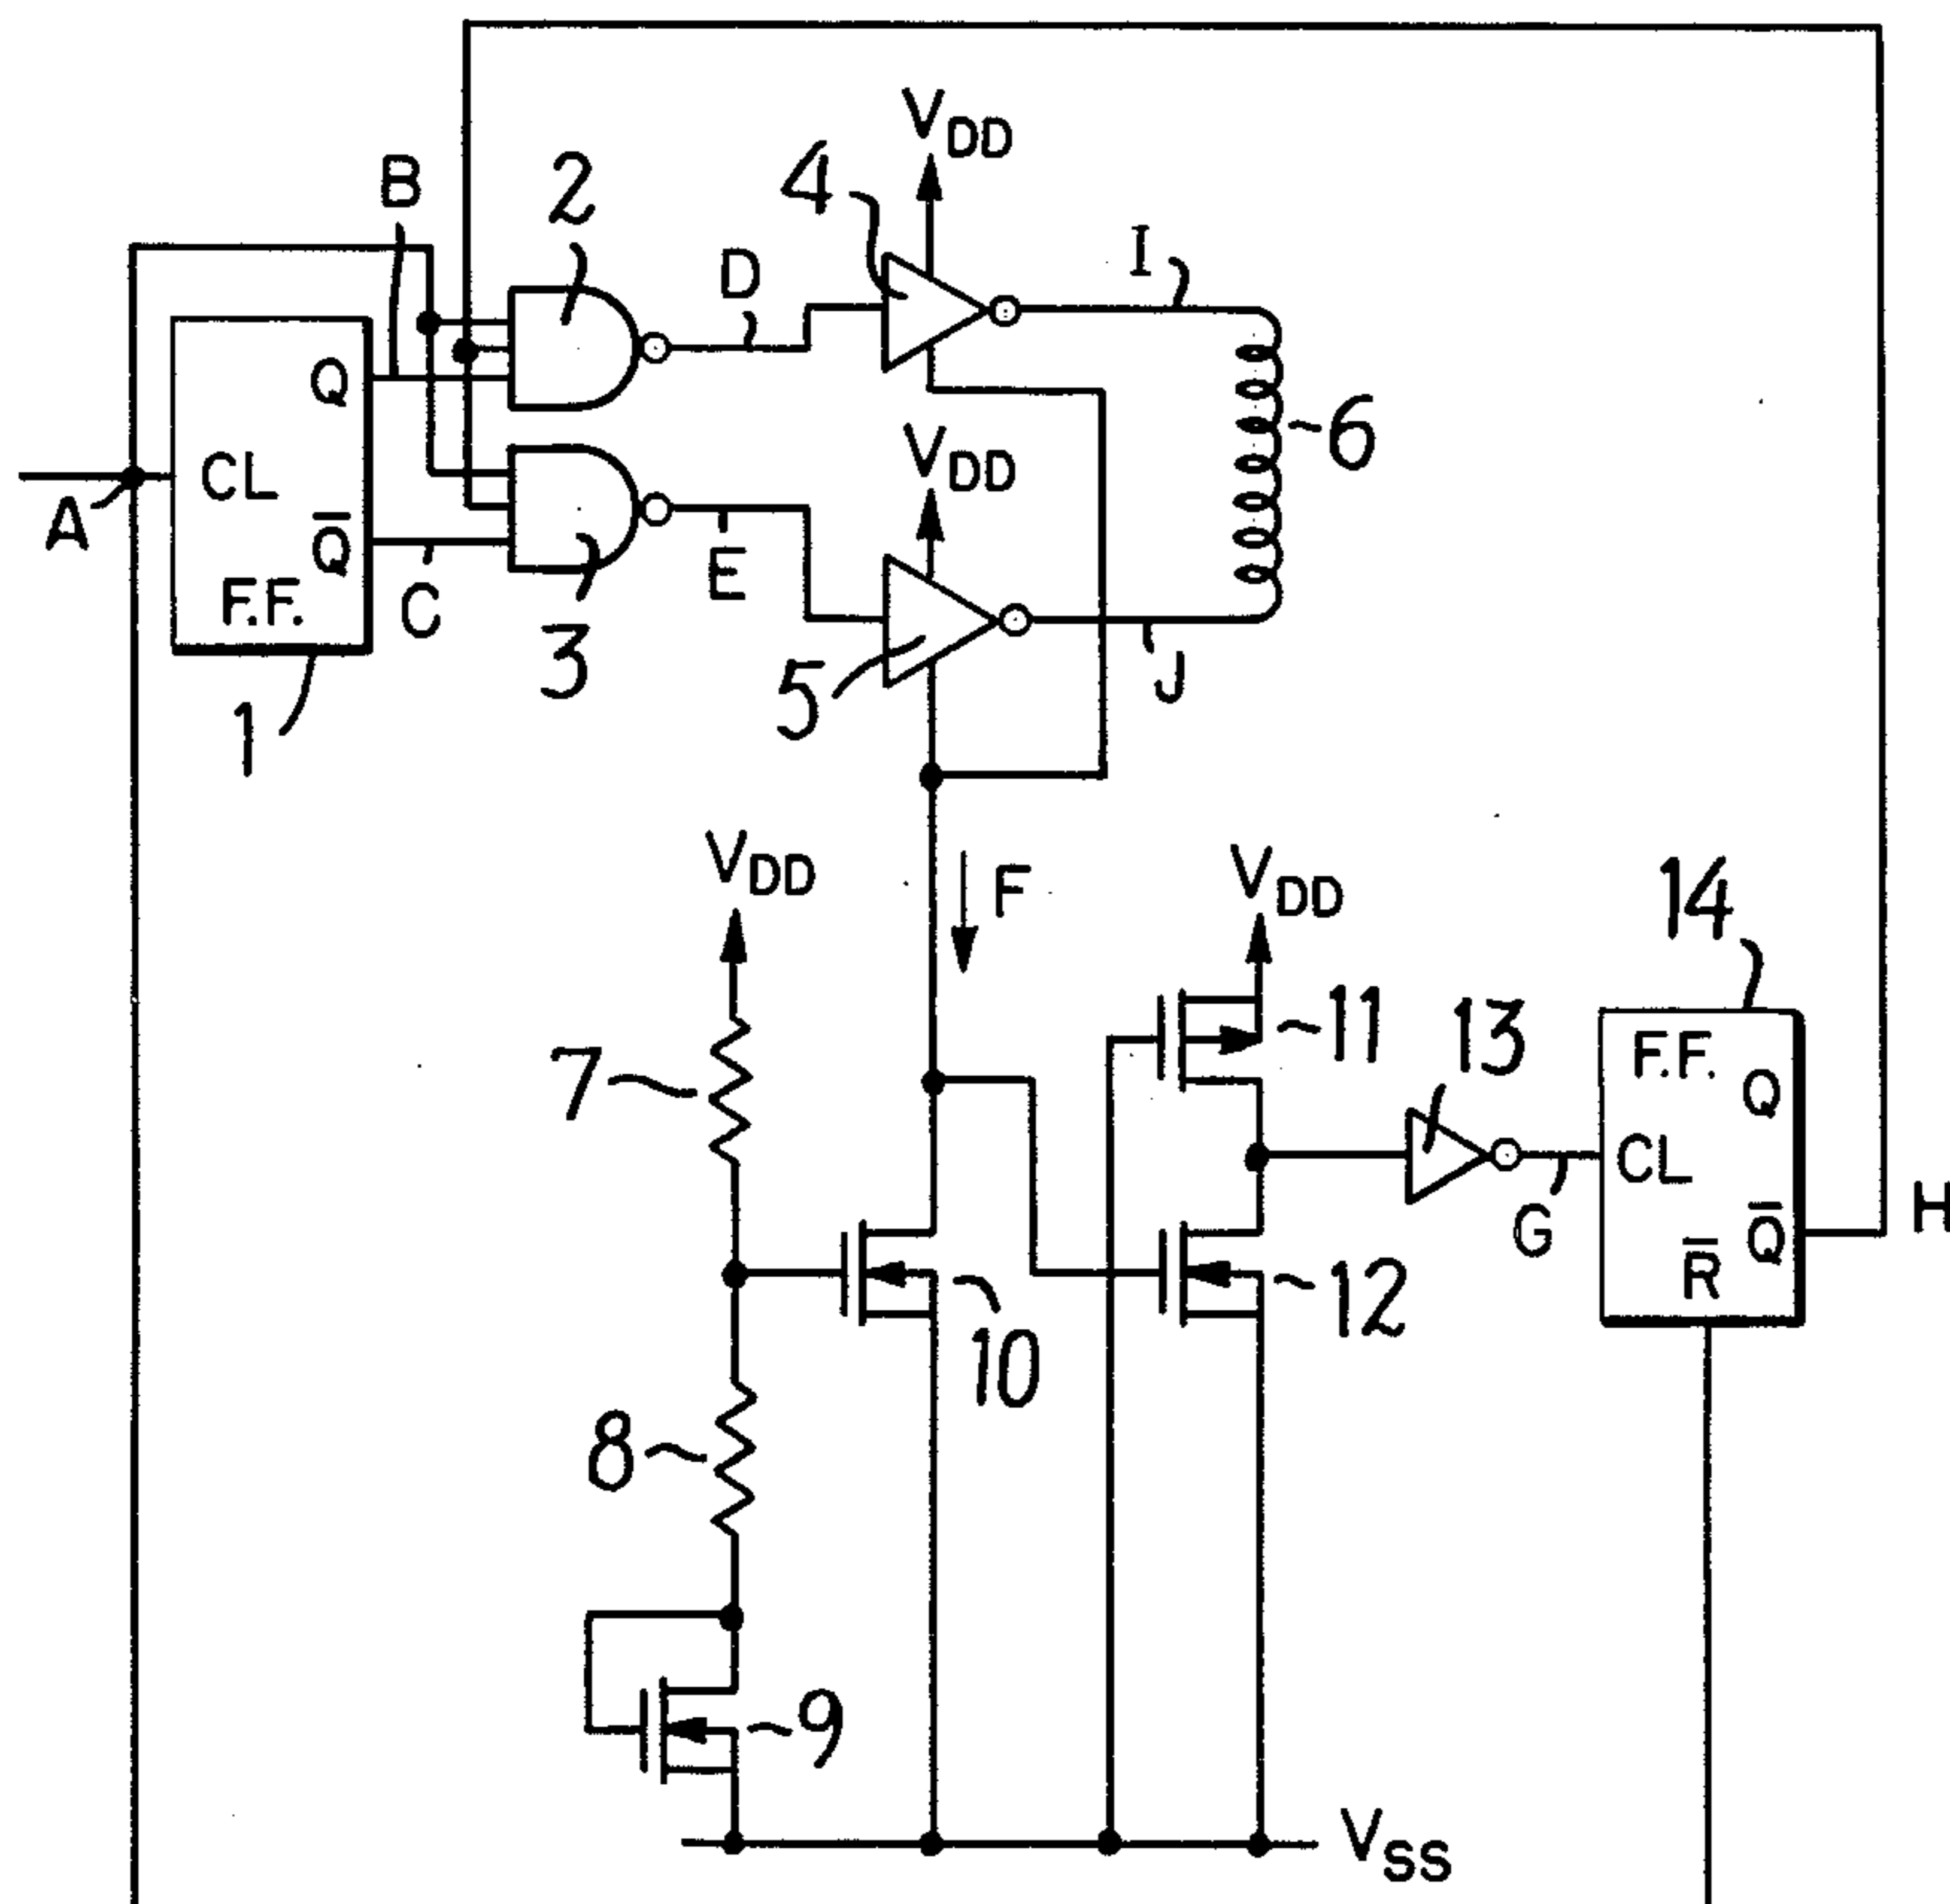 VDD
B
2
4
I
D
Q
CL
VDD
6
A
Q̅
F.F.
C
E
3
5
J
1
VDD
F
VDD
14
7
11
13
F.F.
Q
CL
G
Q̅
H
R̅
10
12
8
9
VSS